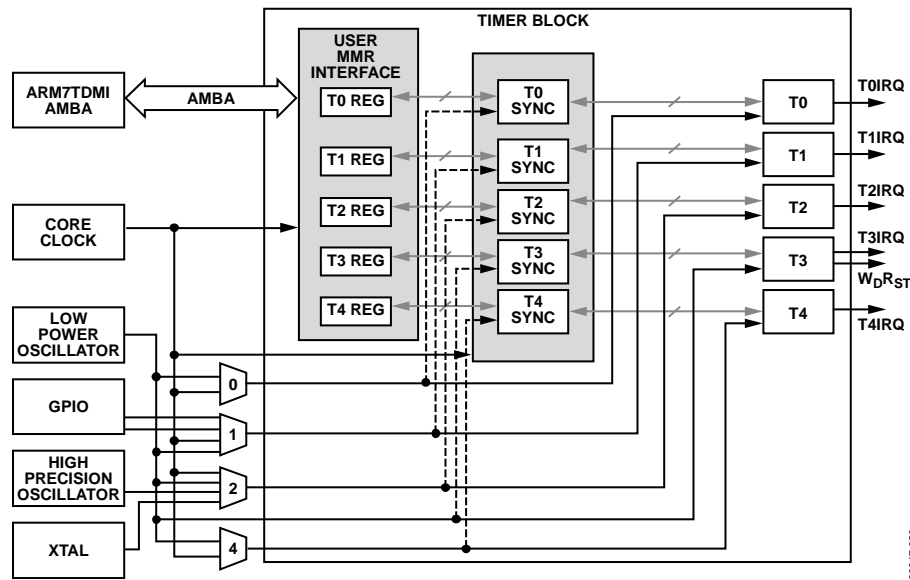 TIMER BLOCK
USER
MMR
INTERFACE
ARM7TDMI
AMBA
AMBA
T0 REG
T0
SYNC
T0
T0IRQ
T1 REG
T1
SYNC
T1
T1IRQ
CORE
CLOCK
T2 REG
T2
SYNC
T2
T2IRQ
T3 REG
T3
SYNC
T3
T3IRQ
WDRST
LOW
POWER
OSCILLATOR
T4 REG
T4
SYNC
T4
T4IRQ
0
GPIO
1
HIGH
PRECISION
OSCILLATOR
2
XTAL
4